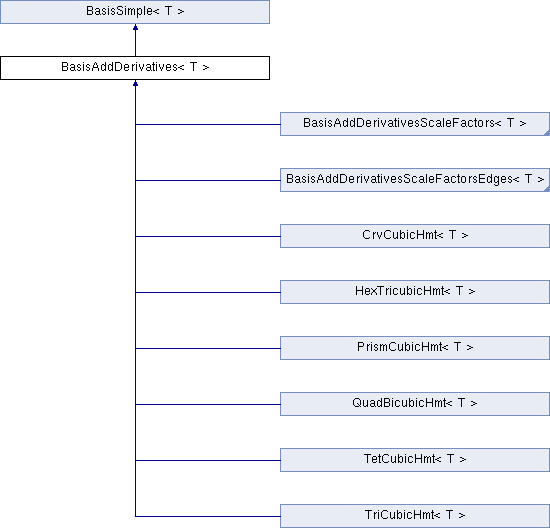 BasisSimple< T >
BasisAddDerivatives< T >
BasisAddDerivativesScaleFactors< T >
BasisAddDerivativesScaleFactorsEdges< T >
CrvCubicHmt< T >
HexTricubicHmt< T >
PrismCubicHmt< T >
QuadBicubicHmt< T >
TetCubicHmt< T >
TriCubicHmt< T >